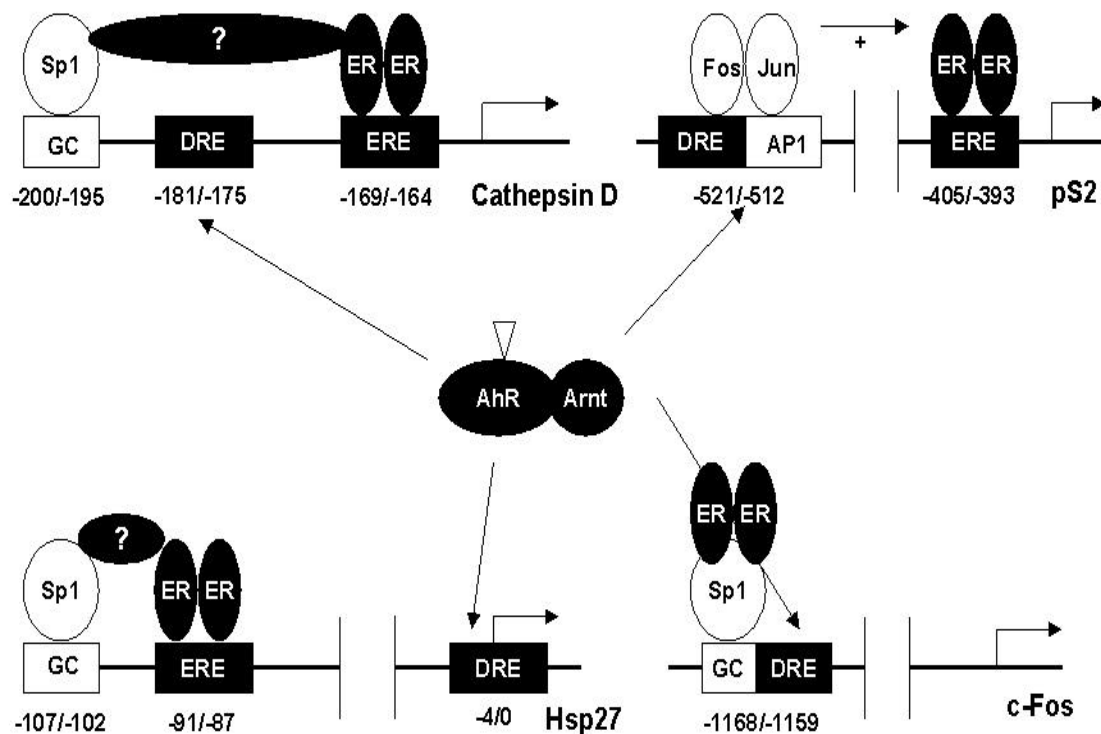 Sp1 ? ER ER
GC DRE ERE
-200/-195 -181/-175 -169/-164
Cathepsin D
Fos Jun + ER ER
DRE AP1 ERE
-521/-512 -405/-393
pS2
AhR Arnt
Sp1 ? ER ER
GC ERE DRE
-107/-102 -91/-87 -4/0
Hsp27
ER ER
Sp1
GC DRE
-1168/-1159
c-Fos